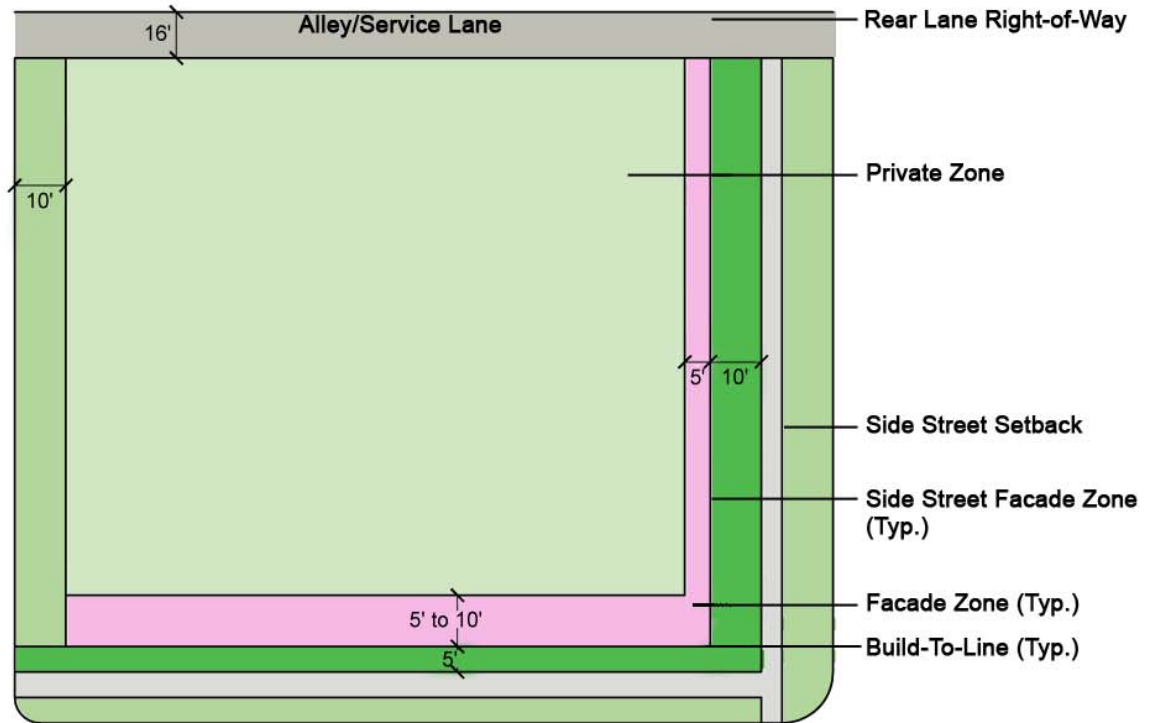 Alley/Service Lane
Rear Lane Right-of-Way
16'
Private Zone
10'
5'
10'
Side Street Setback
Side Street Facade Zone
(Typ.)
Facade Zone (Typ.)
5' to 10'
Build-To-Line (Typ.)
5'